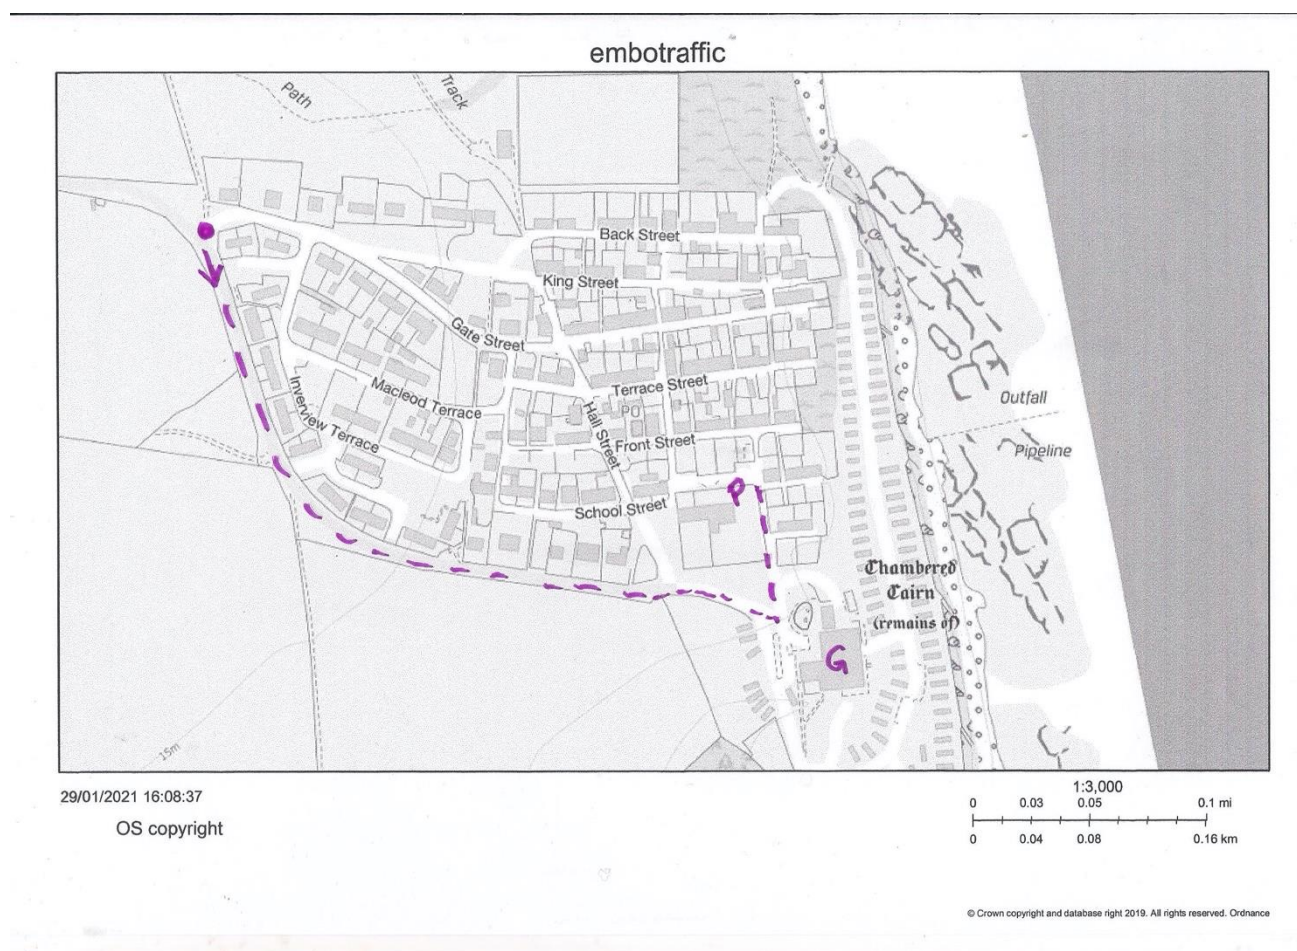 embotraffic
Path
Track
Back Street
King Street
Gate Street
Terrace Street
Macleod Terrace
PO
Hall Street
Inverview Terrace
Front Street
School Street
Outfall
Pipeline
Chambered
Cairn
(remains of)
G
15m
29/01/2021 16:08:37
OS copyright
1:3,000
0 0.03 0.05 0.1 mi
0 0.04 0.08 0.16 km
© Crown copyright and database right 2019. All rights reserved. Ordnance